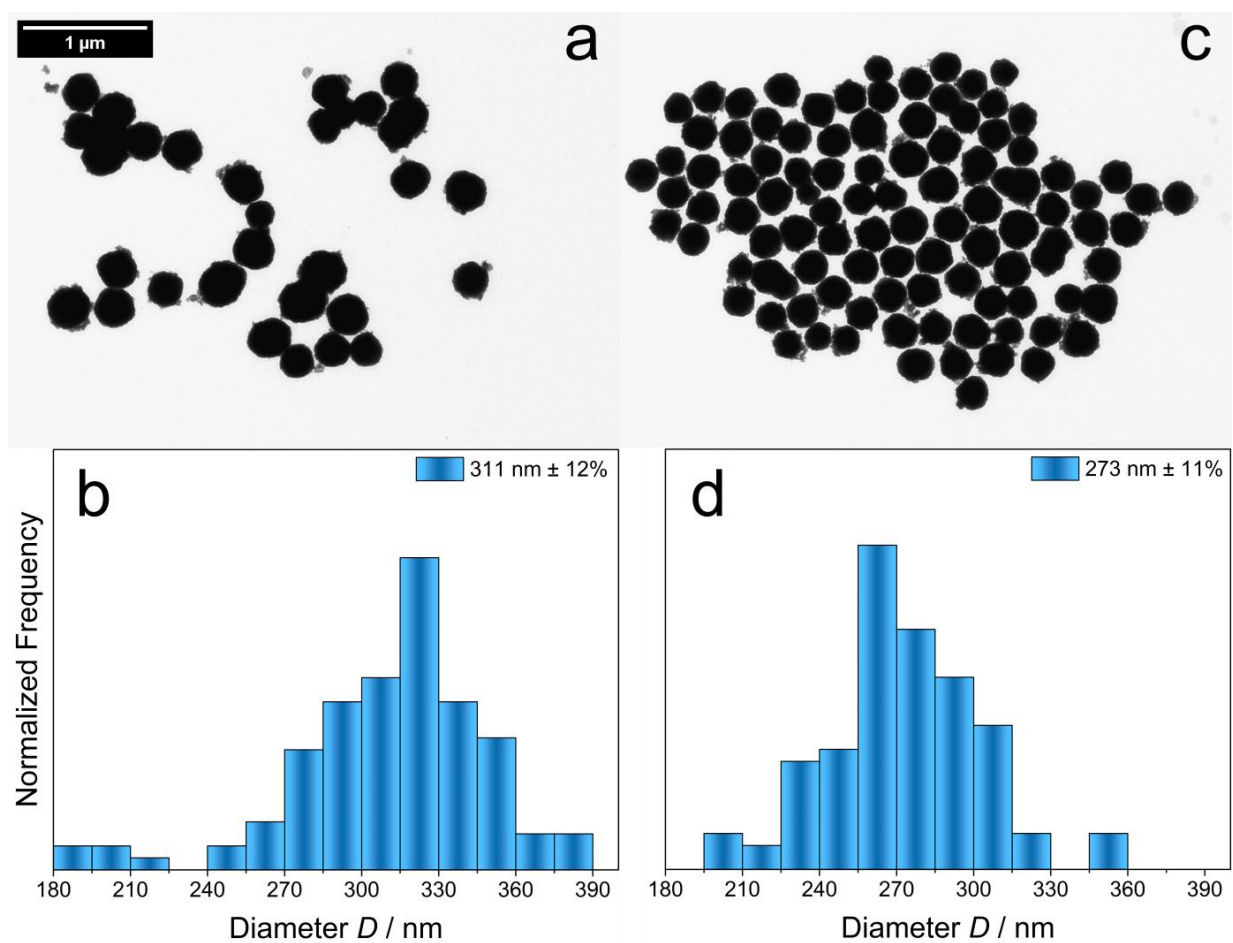 1 µm
a
c
b
311 nm ± 12%
d
273 nm ± 11%
Normalized Frequency
180 210 240 270 300 330 360 390
180 210 240 270 300 330 360 390
Diameter D / nm
Diameter D / nm